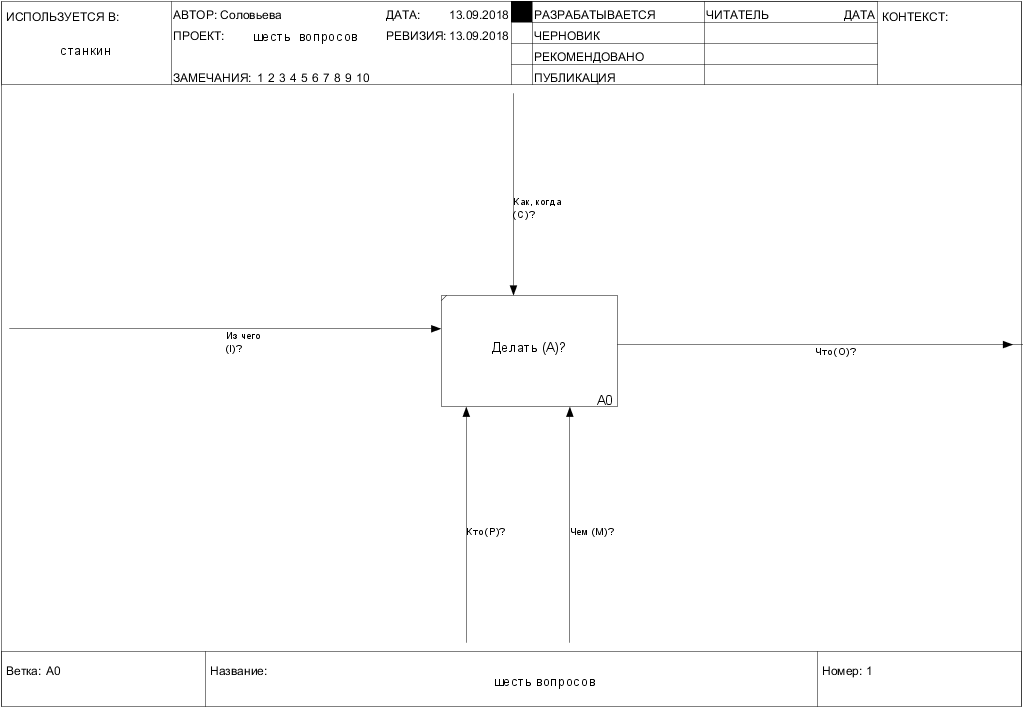 ИСПОЛЬЗУЕТСЯ В:
станкин
АВТОР: Соловьева
ДАТА: 13.09.2018
ПРОЕКТ: шесть вопросов
РЕВИЗИЯ: 13.09.2018
ЗАМЕЧАНИЯ: 1 2 3 4 5 6 7 8 9 10
РАЗРАБАТЫВАЕТСЯ
ЧЕРНОВИК
РЕКОМЕНДОВАНО
ПУБЛИКАЦИЯ
ЧИТАТЕЛЬ ДАТА
КОНТЕКСТ:
Как, когда
(C)?
Из чего
(I)?
Делать (A)?
A0
Что(O)?
Кто(P)?
Чем (M)?
Ветка: A0
Название:
шесть вопросов
Номер: 1